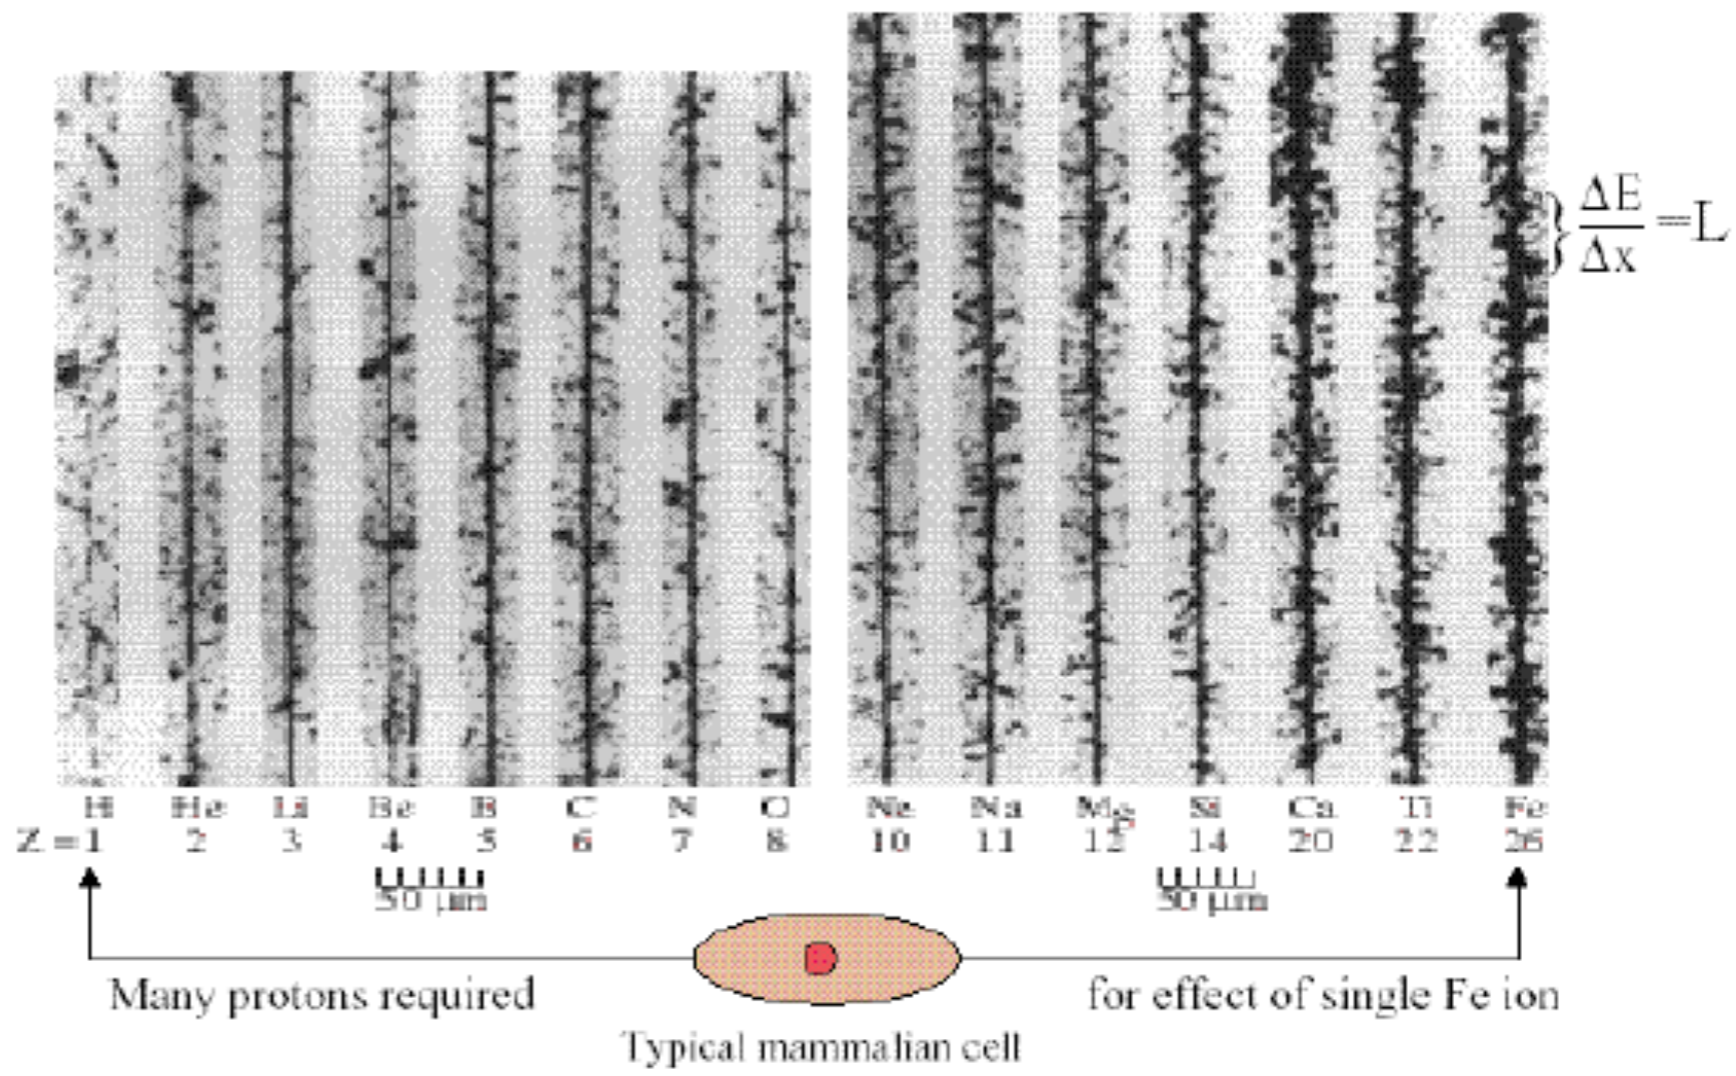 ΔE
Δx
=L
H He Li Be B C N O Ne Na Mg Si Ca Ti Fe
Z = 1 2 3 4 5 6 7 8 10 11 12 14 20 22 26
50 μm 50 μm
Many protons required
for effect of single Fe ion
Typical mammalian cell